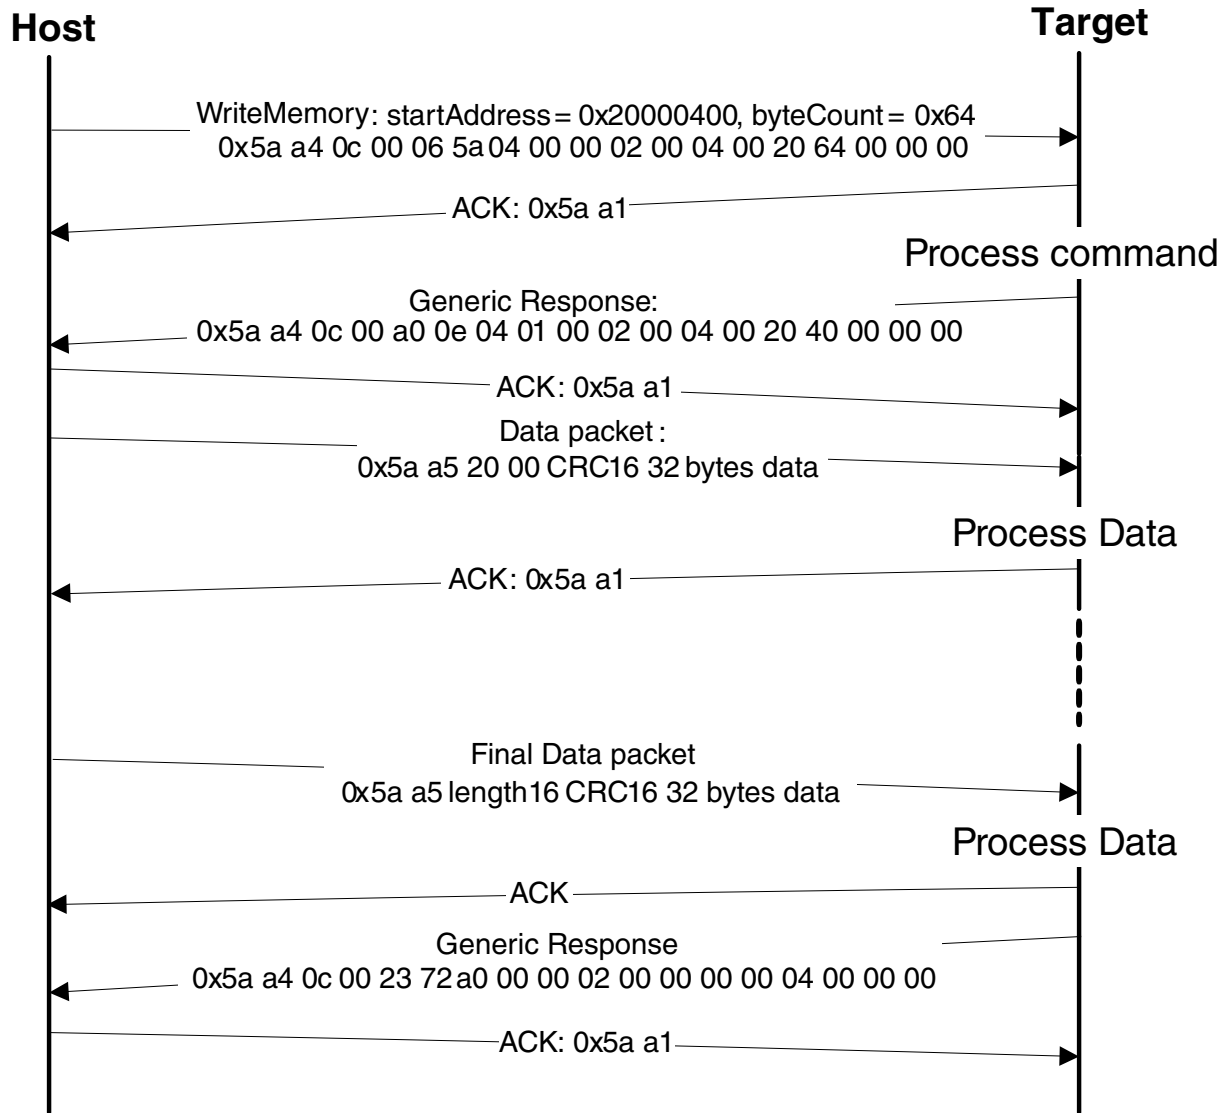 Host
Target
WriteMemory: startAddress = 0x20000400, byteCount = 0x64
0x5a a4 0c 00 06 5a 04 00 00 02 00 04 00 20 64 00 00 00
ACK: 0x5a a1
Process command
Generic Response:
0x5a a4 0c 00 a0 0e 04 01 00 02 00 04 00 20 40 00 00 00
ACK: 0x5a a1
Data packet :
0x5a a5 20 00 CRC16 32 bytes data
Process Data
ACK: 0x5a a1
Final Data packet
0x5a a5 length16 CRC16 32 bytes data
Process Data
ACK
Generic Response
0x5a a4 0c 00 23 72 a0 00 00 02 00 00 00 00 04 00 00 00
ACK: 0x5a a1